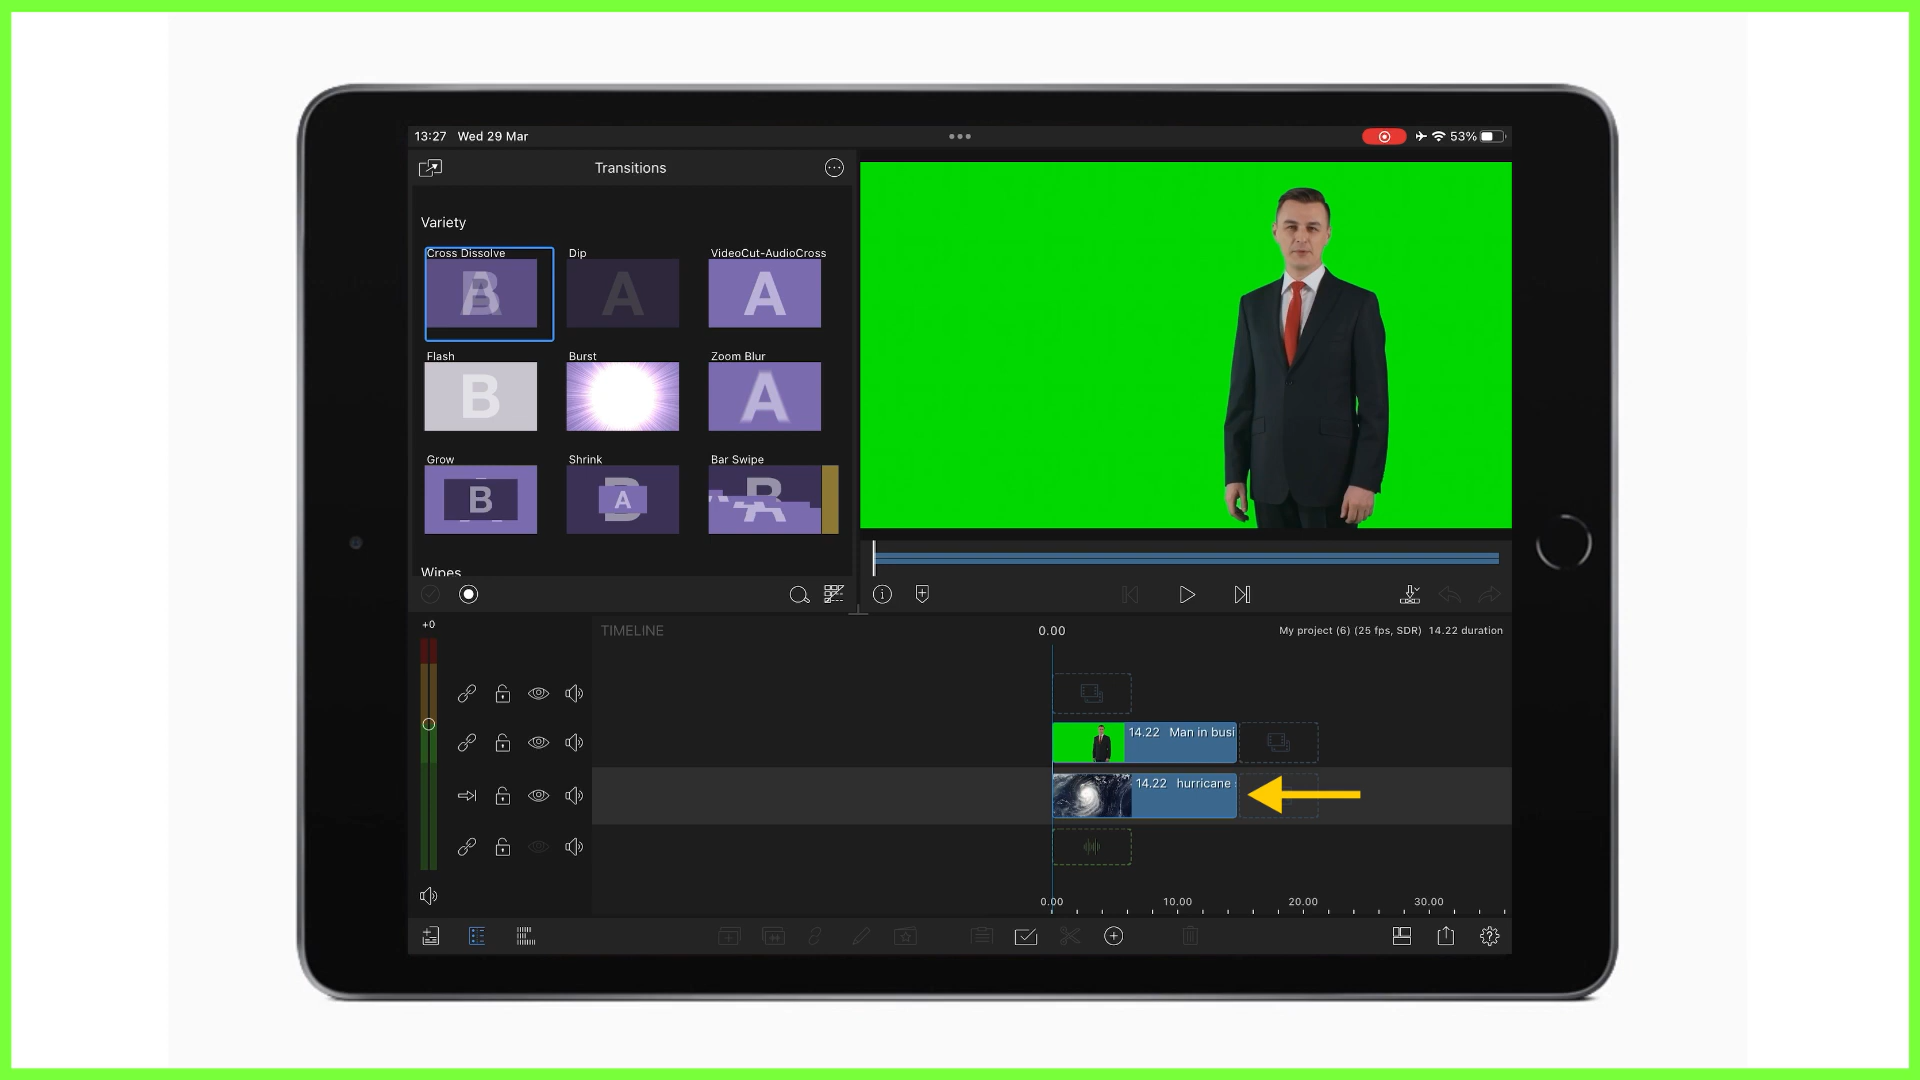 13:27 Wed 29 Mar
53%
Transitions
Variety
Cross Dissolve Dip VideoCut-AudioCross
B A A
Flash Burst Zoom Blur
B A
Grow Shrink Bar Swipe
B A
Wipes
+0
TIMELINE 0.00 My project (6) (25 fps, SDR) 14.22 duration
14.22 Man in busi
14.22 hurricane
0.00 10.00 20.00 30.00